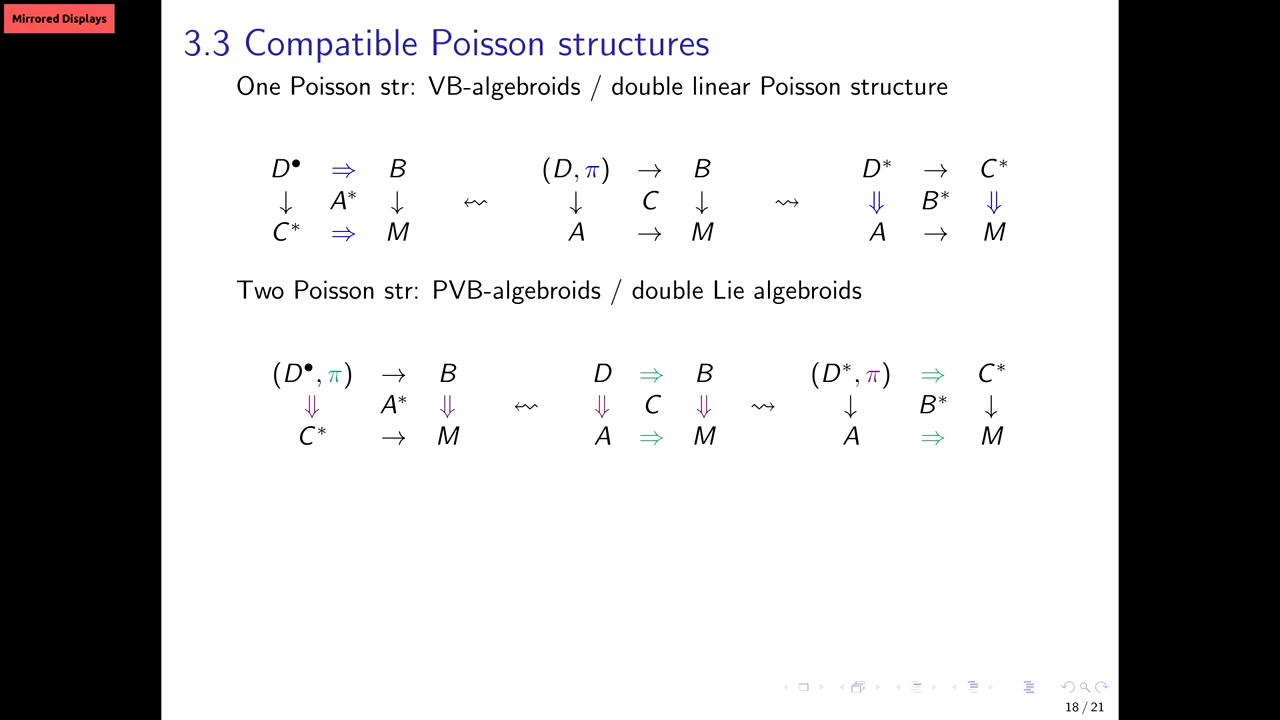 Mirrored Displays
3.3 Compatible Poisson structures
One Poisson str: VB-algebroids / double linear Poisson structure
D• ⇒ B (D, π) → B D* → C*
↓ A* ↓ ⇜ ↓ C ↓ ⇝ ⇓ B* ⇓
C* ⇒ M A → M A → M
Two Poisson str: PVB-algebroids / double Lie algebroids
(D•, π) → B D ⇒ B (D*, π) ⇒ C*
⇓ A* ⇓ ⇜ ⇓ C ⇓ ⇝ ↓ B* ↓
C* → M A ⇒ M A ⇒ M
18 / 21